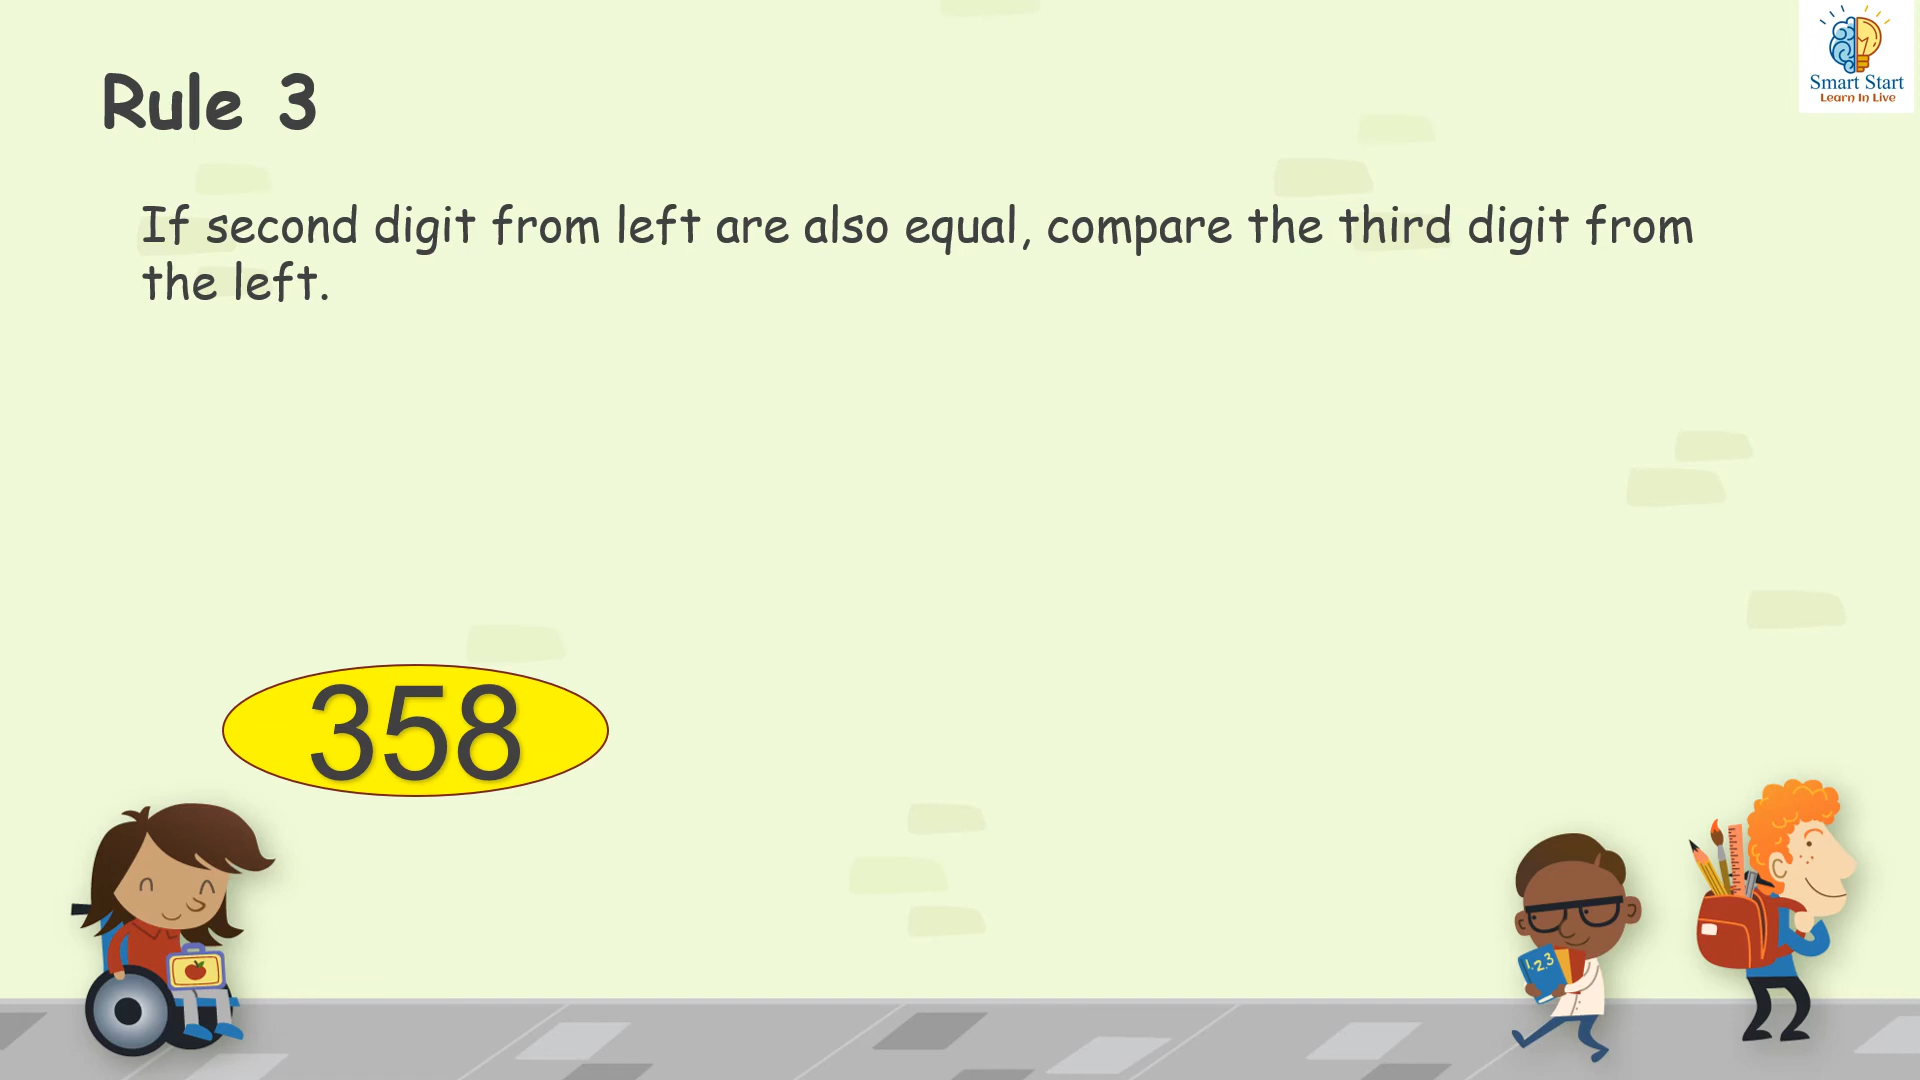 Smart Start
Learn In Live
Rule 3
If second digit from left are also equal, compare the third digit from
the left.
358
1,2,3